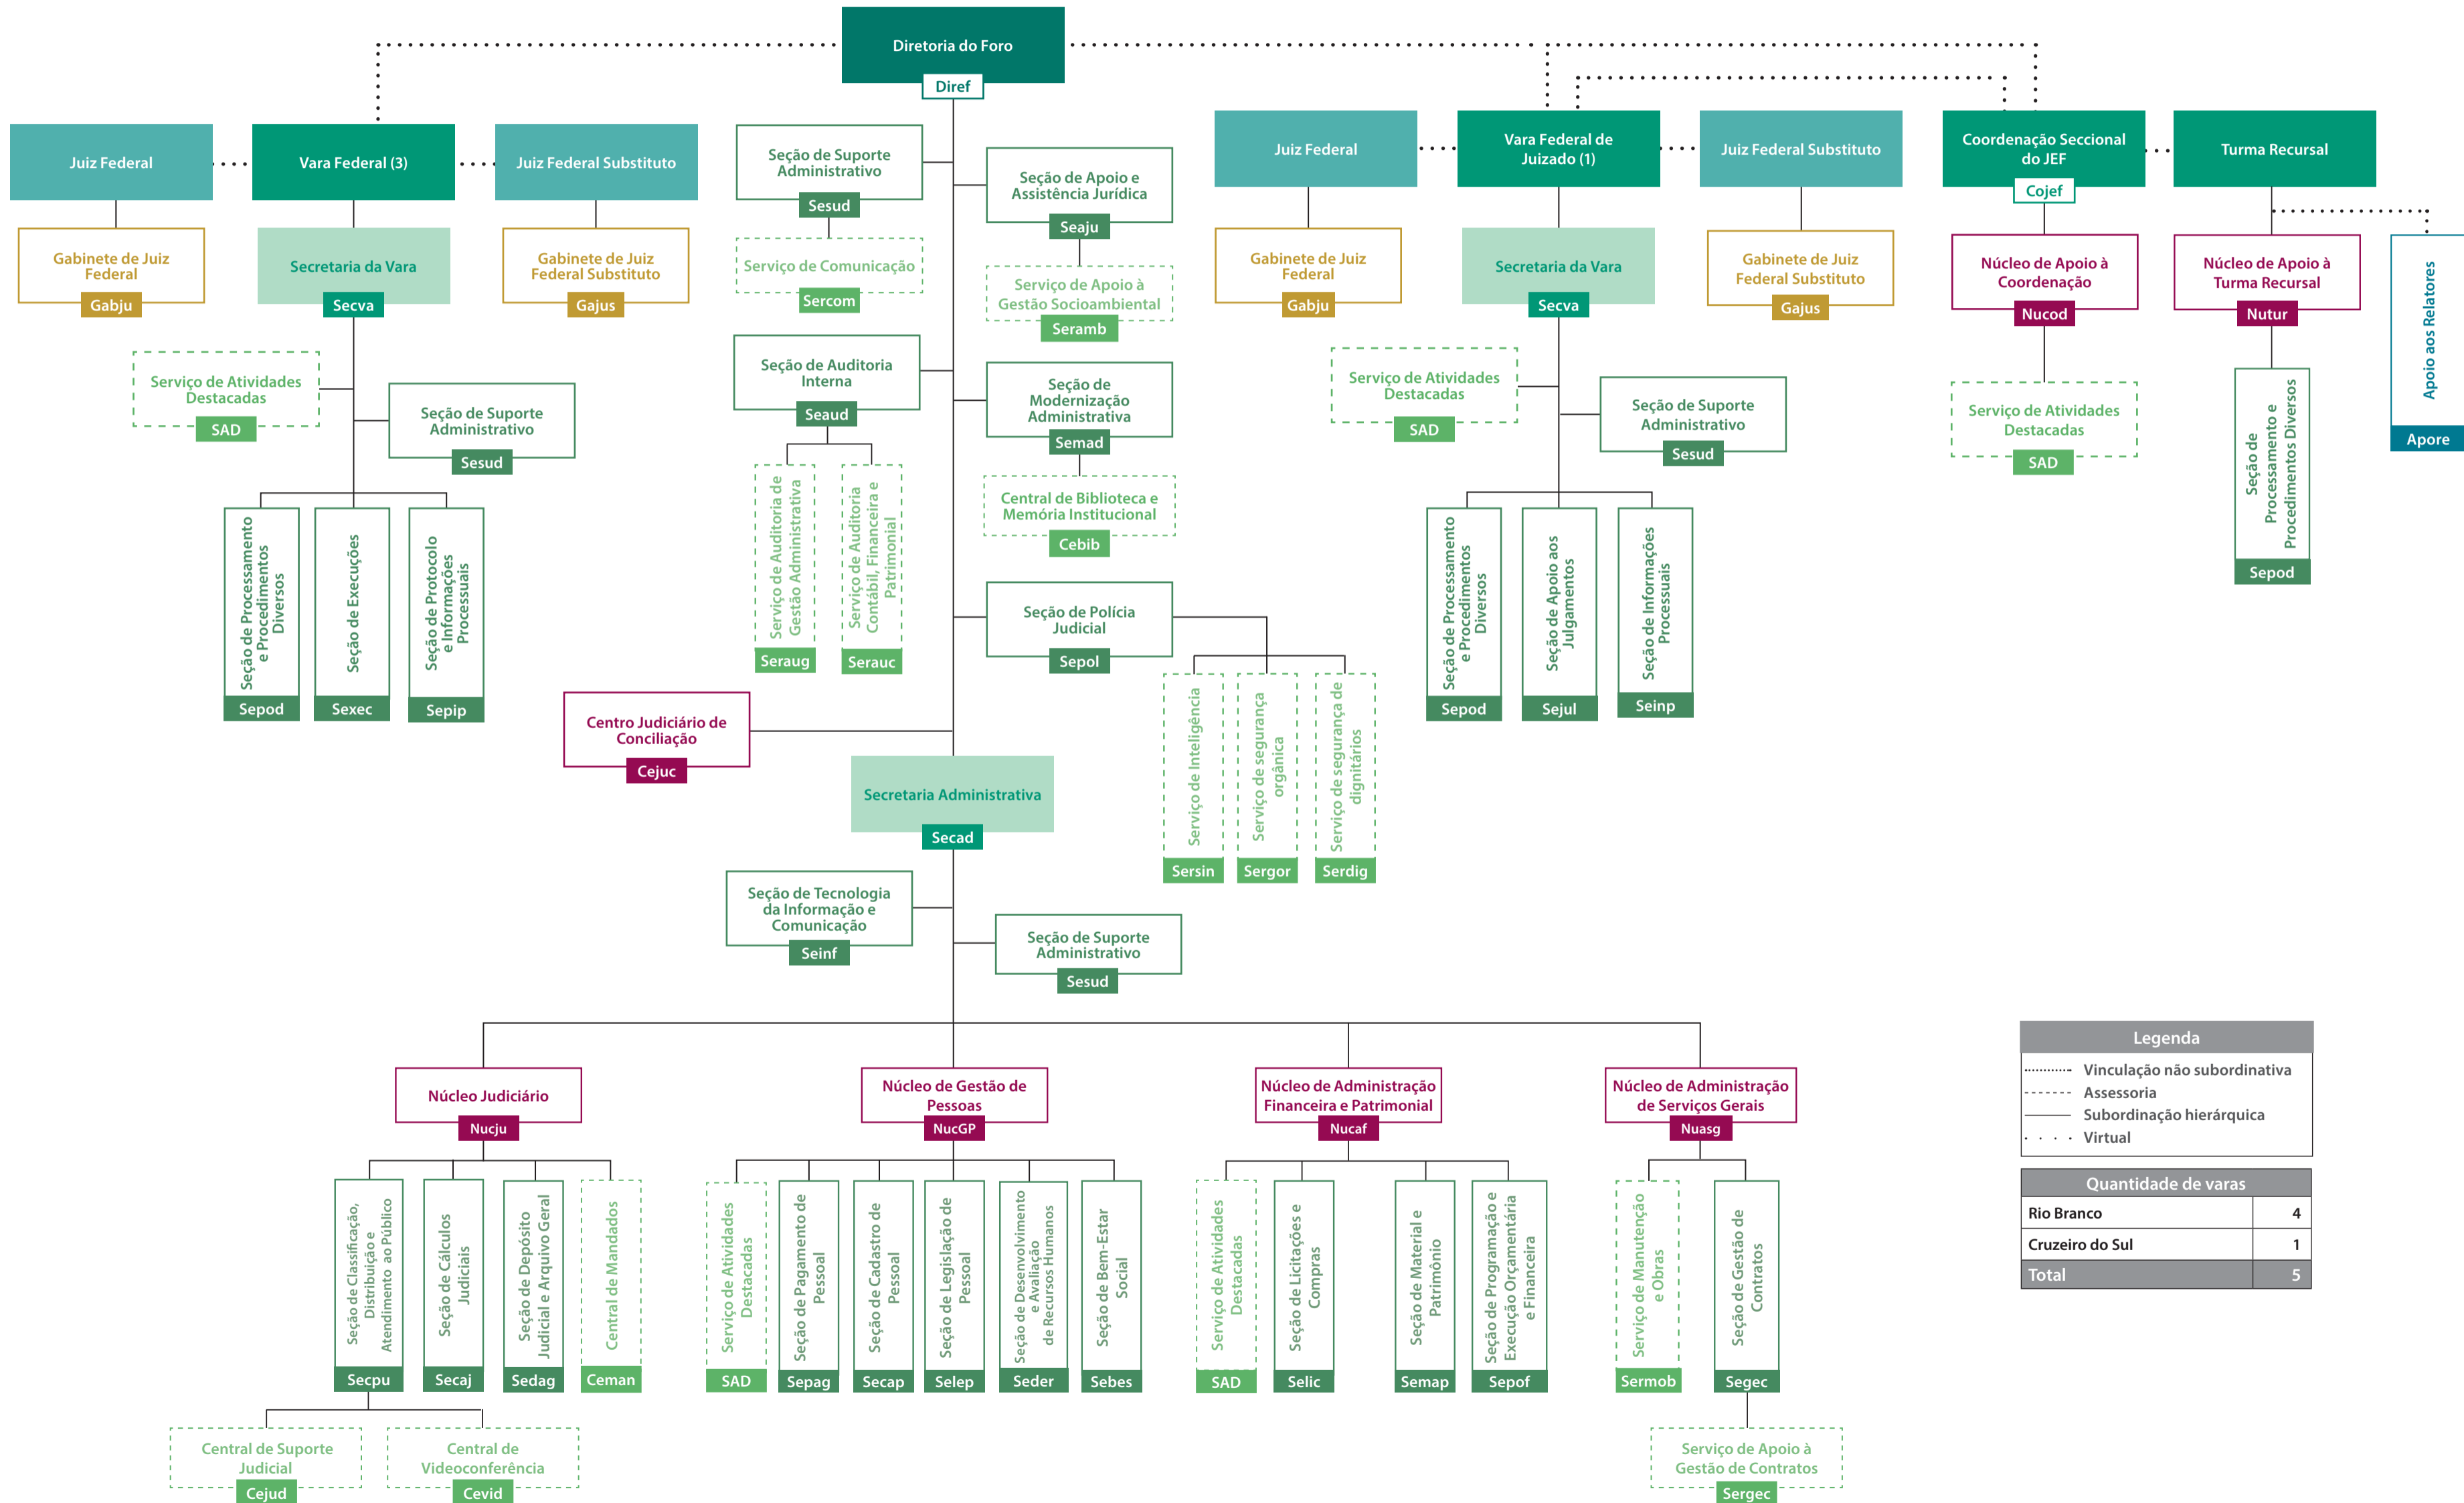 Diretoria do Foro
Diref
Juiz Federal
Vara Federal (3)
Juiz Federal Substituto
Gabinete de Juiz
Federal
Gabju
Secretaria da Vara
Secva
Gabinete de Juiz
Federal Substituto
Gajus
Serviço de Atividades
Destacadas
SAD
Seção de Suporte
Administrativo
Sesud
Seção de Processamento
e Procedimentos
Diversos
Sepod
Seção de Execuções
Sexec
Seção de Protocolo
e Informações
Processuais
Sepip
Seção de Suporte
Administrativo
Sesud
Serviço de Comunicação
Sercom
Seção de Apoio e
Assistência Jurídica
Seaju
Serviço de Apoio à
Gestão Socioambiental
Seramb
Seção de Auditoria
Interna
Seaud
Serviço de Auditoria de
Gestão Administrativa
Seraug
Serviço de Auditoria
Contábil, Financeira e
Patrimonial
Serauc
Seção de
Modernização
Administrativa
Semad
Central de Biblioteca e
Memória Institucional
Cebib
Seção de Polícia
Judicial
Sepol
Serviço de Inteligência
Sersin
Serviço de segurança
orgânica
Sergor
Serviço de segurança de
dignitários
Serdig
Centro Judiciário de
Conciliação
Cejuc
Secretaria Administrativa
Secad
Seção de Tecnologia
da Informação e
Comunicação
Seinf
Seção de Suporte
Administrativo
Sesud
Juiz Federal
Vara Federal de
Juizado (1)
Juiz Federal Substituto
Gabinete de Juiz
Federal
Gabju
Secretaria da Vara
Secva
Gabinete de Juiz
Federal Substituto
Gajus
Serviço de Atividades
Destacadas
SAD
Seção de Suporte
Administrativo
Sesud
Seção de Processamento
e Procedimentos
Diversos
Sepod
Seção de Apoio aos
Julgamentos
Sejul
Seção de Informações
Processuais
Seinp
Coordenação Seccional
do JEF
Cojef
Núcleo de Apoio à
Coordenação
Nucod
Serviço de Atividades
Destacadas
SAD
Turma Recursal
Núcleo de Apoio à
Turma Recursal
Nutur
Seção de
Processamento e
Procedimentos Diversos
Sepod
Apoio aos Relatores
Apore
Núcleo Judiciário
Nucju
Seção de Classificação,
Distribuição e
Atendimento ao Público
Secpu
Seção de Cálculos
Judiciais
Secaj
Seção de Depósito
Judicial e Arquivo Geral
Sedag
Central de Mandados
Ceman
Central de Suporte
Judicial
Cejud
Central de
Videoconferência
Cevid
Núcleo de Gestão de
Pessoas
NucGP
Serviço de Atividades
Destacadas
SAD
Seção de Pagamento de
Pessoal
Sepag
Seção de Cadastro de
Pessoal
Secap
Seção de Legislação de
Pessoal
Selep
Seção de Desenvolvimento
e Avaliação
de Recursos Humanos
Seder
Seção de Bem-Estar
Social
Sebes
Núcleo de Administração
Financeira e Patrimonial
Nucaf
Serviço de Atividades
Destacadas
SAD
Seção de Licitações e
Compras
Selic
Seção de Material e
Patrimônio
Semap
Seção de Programação e
Execução Orçamentária
e Financeira
Sepof
Núcleo de Administração
de Serviços Gerais
Nuasg
Serviço de Manutenção
e Obras
Sermob
Seção de Gestão de
Contratos
Segec
Serviço de Apoio à
Gestão de Contratos
Sergec
Legenda
Vinculação não subordinativa
Assessoria
Subordinação hierárquica
Virtual
Quantidade de varas
Rio Branco 4
Cruzeiro do Sul 1
Total 5